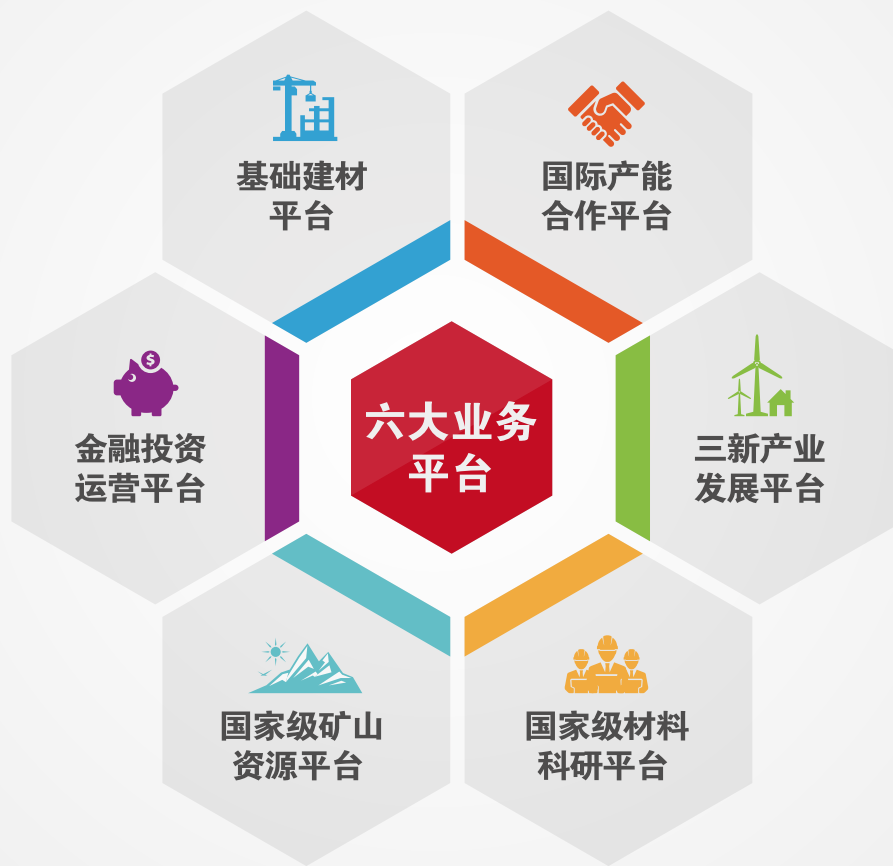 基础建材
平台
国际产能
合作平台
金融投资
运营平台
$
六大业务
平台
三新产业
发展平台
国家级矿山
资源平台
国家级材料
科研平台